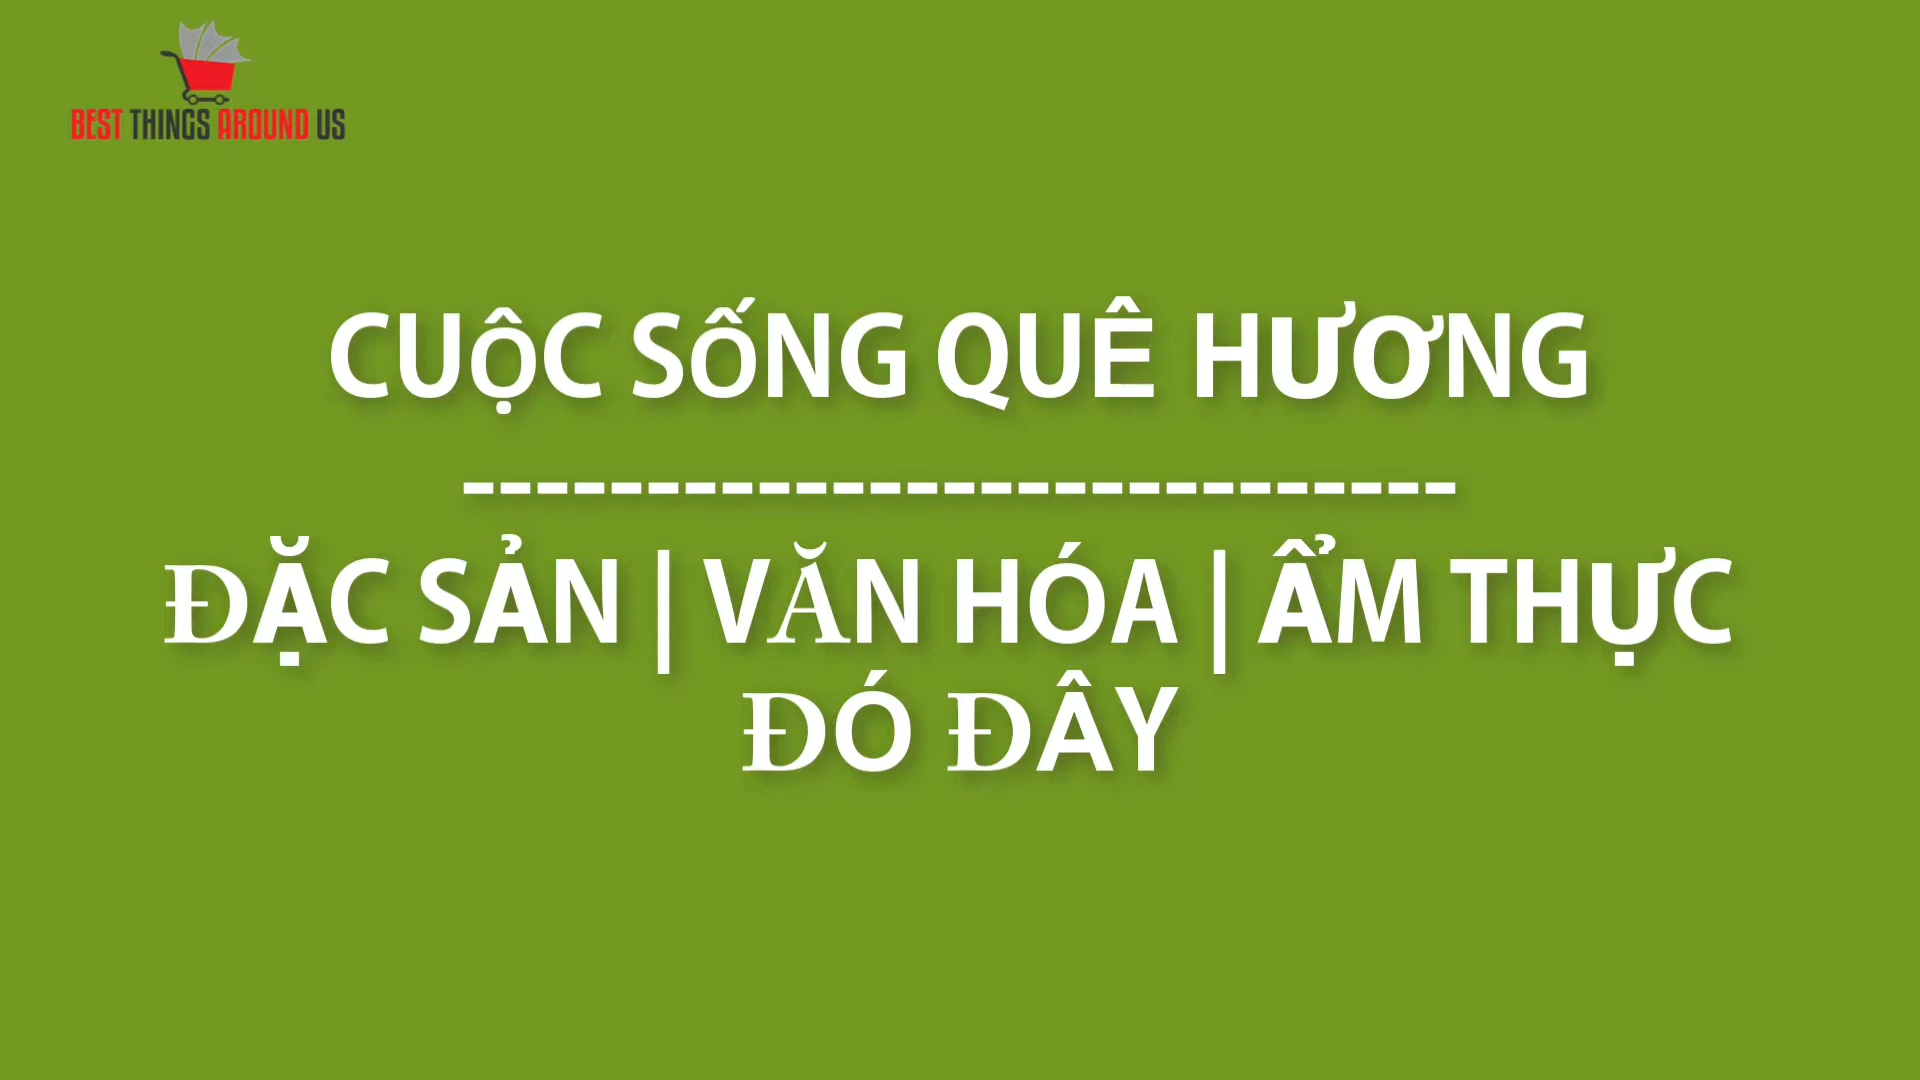 BEST THINGS AROUND US
CUỘC SỐNG QUÊ HƯƠNG
---------------------------
ĐẶC SẢN | VĂN HÓA | ẨM THỰC
ĐÓ ĐÂY